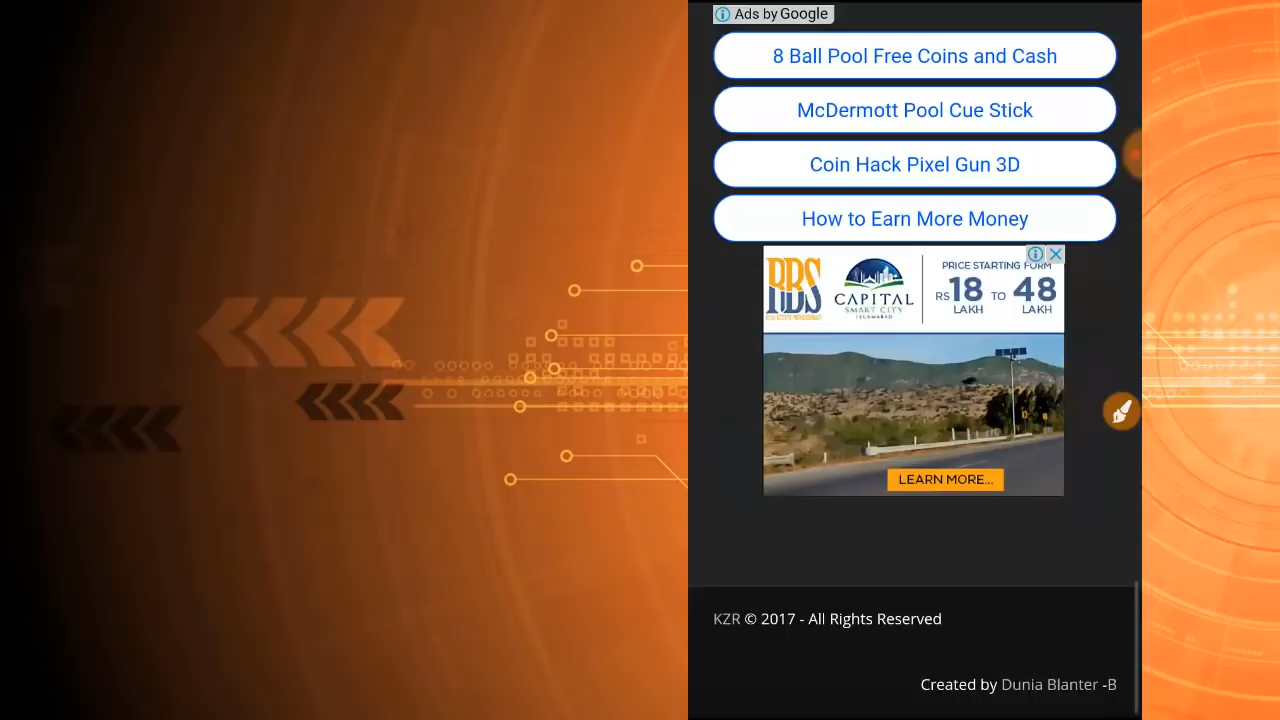 Ads by Google
8 Ball Pool Free Coins and Cash
McDermott Pool Cue Stick
Coin Hack Pixel Gun 3D
How to Earn More Money
RBS
CAPITAL
SMART CITY
ISLAMABAD
PRICE STARTING FORM
RS 18 TO 48
LAKH LAKH
LEARN MORE...
KZR © 2017 - All Rights Reserved
Created by Dunia Blanter -B